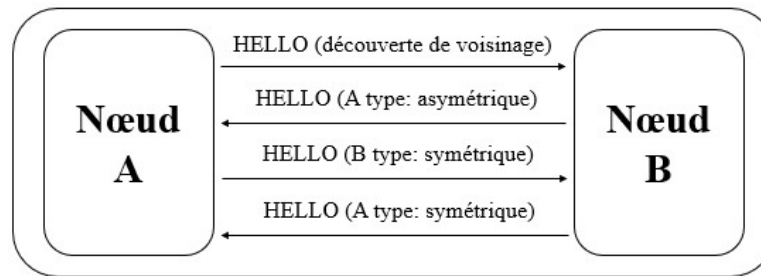 Nœud
A
HELLO (découverte de voisinage)
HELLO (A type: asymétrique)
HELLO (B type: symétrique)
HELLO (A type: symétrique)
Nœud
B